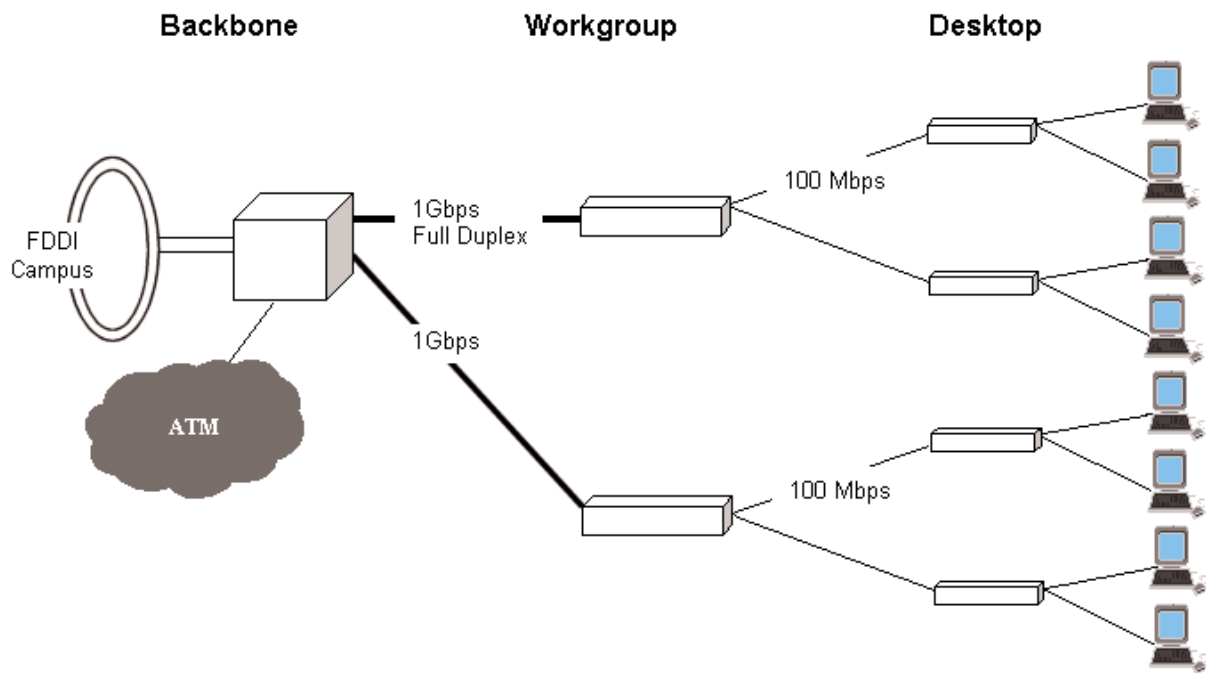 Backbone
Workgroup
Desktop
100 Mbps
1Gbps
Full Duplex
FDDI
Campus
1Gbps
ATM
100 Mbps